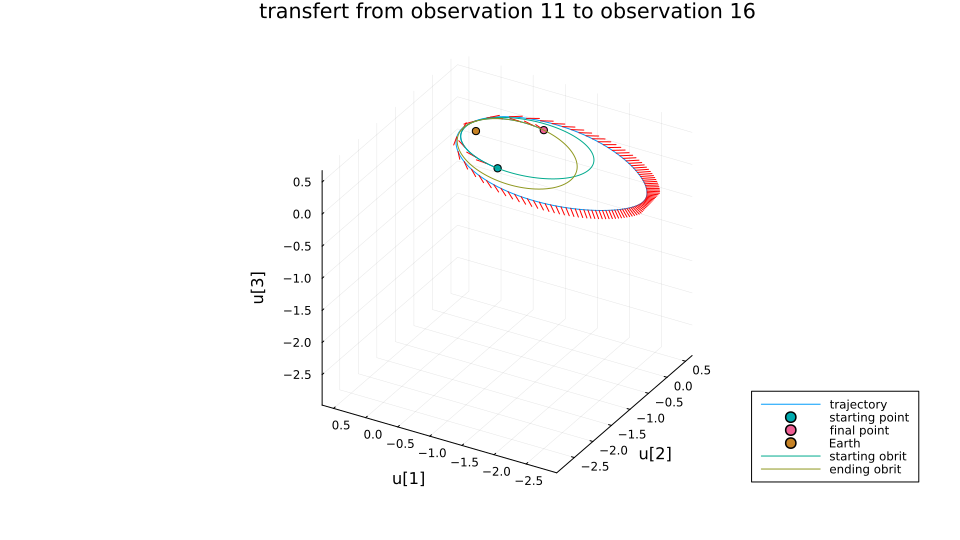 transfert from observation 11 to observation 16
0.5
0.0
−0.5
−1.0
−1.5
−2.0
−2.5
u[3]
0.5
0.0
−0.5
−1.0
−1.5
−2.0
−2.5
u[1]
0.5
0.0
−0.5
−1.0
−1.5
−2.0
−2.5
u[2]
trajectory
starting point
final point
Earth
starting obrit
ending obrit